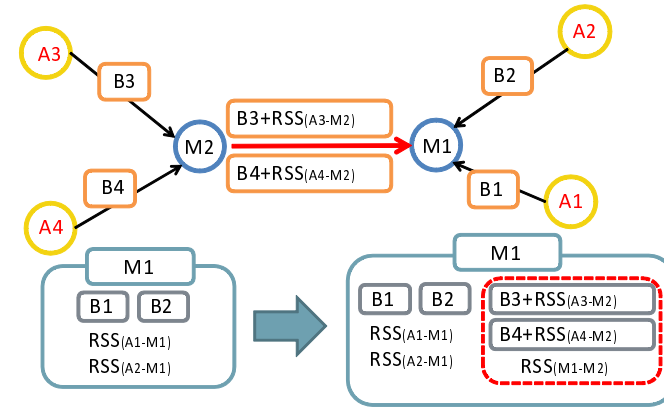 A3
A2
B3
B2
B3+RSS(A3-M2)
M2
M1
B4+RSS(A4-M2)
B4
B1
A1
A4
M1
B1 B2
RSS(A1-M1)
RSS(A2-M1)
M1
B1 B2
RSS(A1-M1)
RSS(A2-M1)
B3+RSS(A3-M2)
B4+RSS(A4-M2)
RSS(M1-M2)